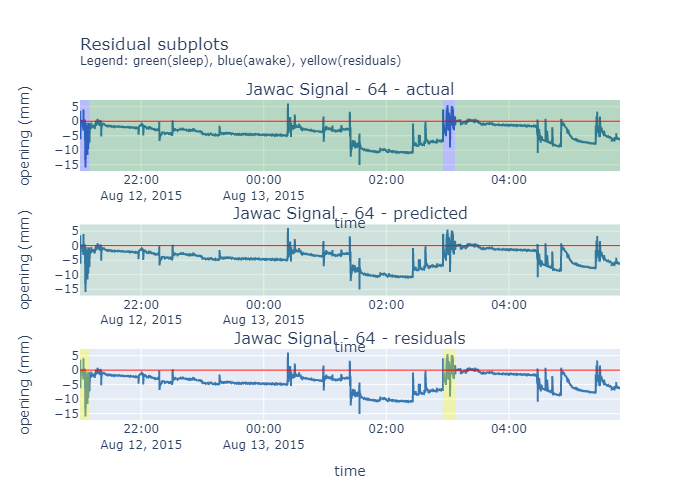 Residual subplots
Legend: green(sleep), blue(awake), yellow(residuals)
Jawac Signal - 64 - actual
opening (mm)
5
0
−5
−10
−15
22:00 00:00 02:00 04:00
Aug 12, 2015 Aug 13, 2015
time
Jawac Signal - 64 - predicted
opening (mm)
5
0
−5
−10
−15
22:00 00:00 02:00 04:00
Aug 12, 2015 Aug 13, 2015
time
Jawac Signal - 64 - residuals
opening (mm)
5
0
−5
−10
−15
22:00 00:00 02:00 04:00
Aug 12, 2015 Aug 13, 2015
time